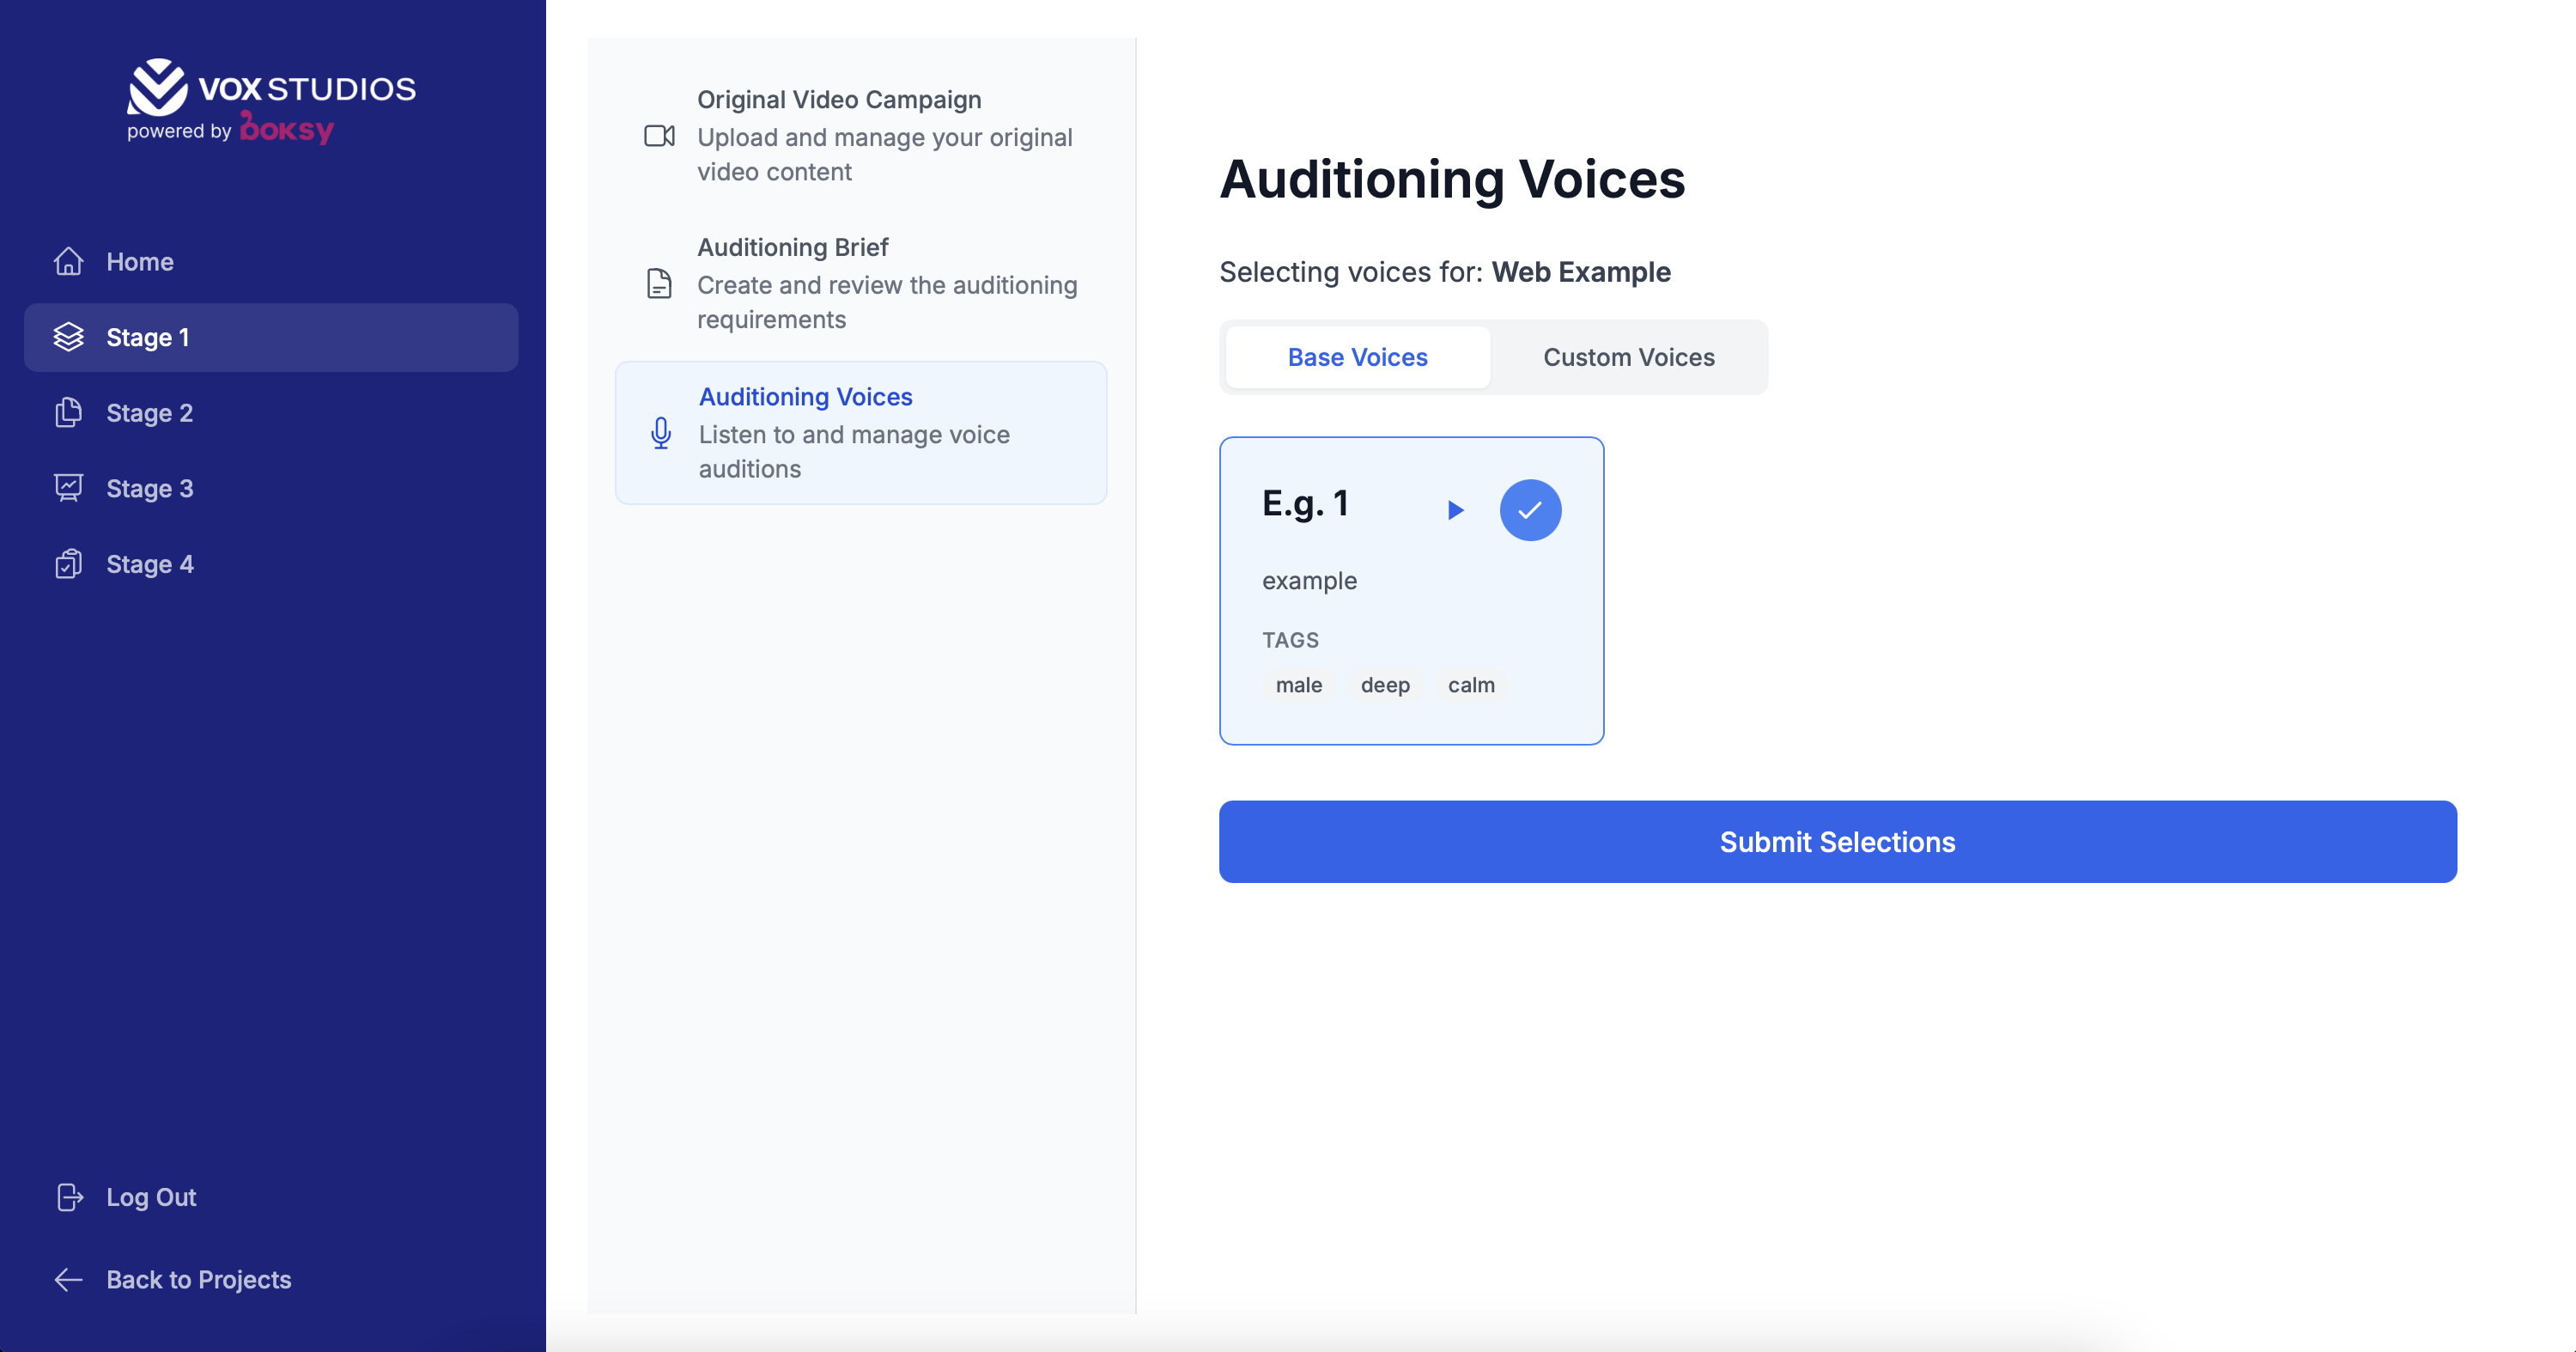 VOX STUDIOS
powered by boksy
Home
Stage 1
Stage 2
Stage 3
Stage 4
Log Out
Back to Projects
Original Video Campaign
Upload and manage your original
video content
Auditioning Brief
Create and review the auditioning
requirements
Auditioning Voices
Listen to and manage voice
auditions
Auditioning Voices
Selecting voices for: Web Example
Base Voices Custom Voices
E.g. 1
example
TAGS
male deep calm
Submit Selections